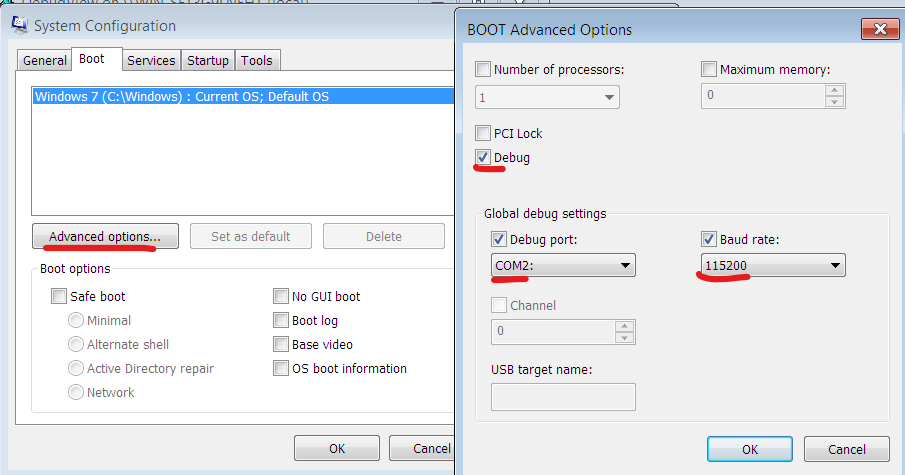 System Configuration
General Boot Services Startup Tools
Windows 7 (C:\Windows) : Current OS; Default OS
Advanced options... Set as default Delete
Boot options
Safe boot No GUI boot
Minimal Boot log
Alternate shell Base video
Active Directory repair OS boot information
Network
OK Cancel
BOOT Advanced Options
Number of processors: Maximum memory:
1 0
PCI Lock
Debug
Global debug settings
Debug port: Baud rate:
COM2: 115200
Channel
0
USB target name:
OK Cancel